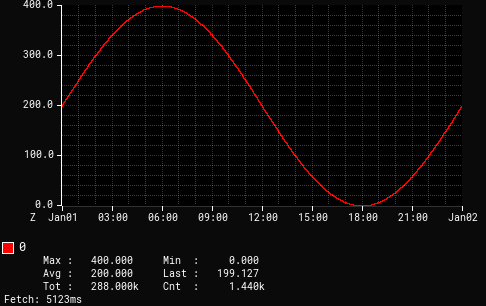 400.0
300.0
200.0
100.0
0.0
Z Jan01 03:00 06:00 09:00 12:00 15:00 18:00 21:00 Jan02
0
Max : 400.000 Min : 0.000
Avg : 200.000 Last : 199.127
Tot : 288.000k Cnt : 1.440k
Fetch: 5123ms